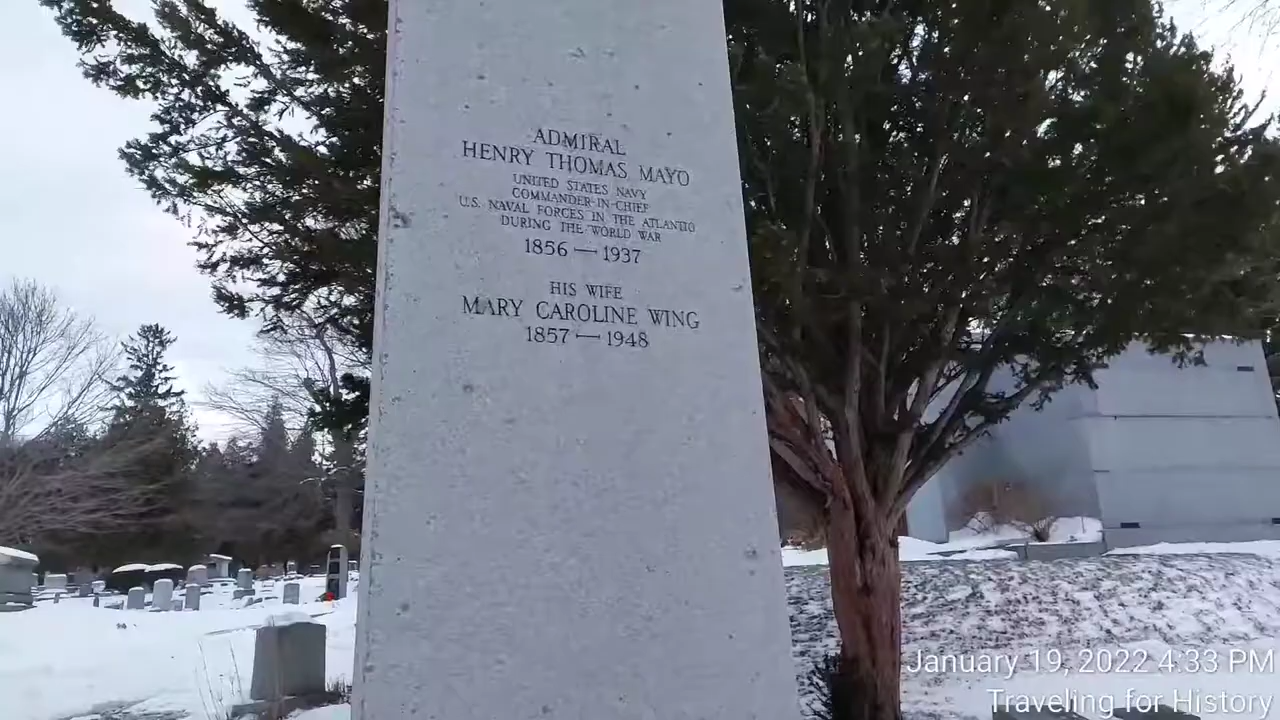 ADMIRAL
HENRY THOMAS MAYO
UNITED STATES NAVY
COMMANDER-IN-CHIEF
U.S. NAVAL FORCES IN THE ATLANTIC
DURING THE WORLD WAR
1856 — 1937
HIS WIFE
MARY CAROLINE WING
1857 — 1948
January 19, 2022 4:33 PM
Traveling for History